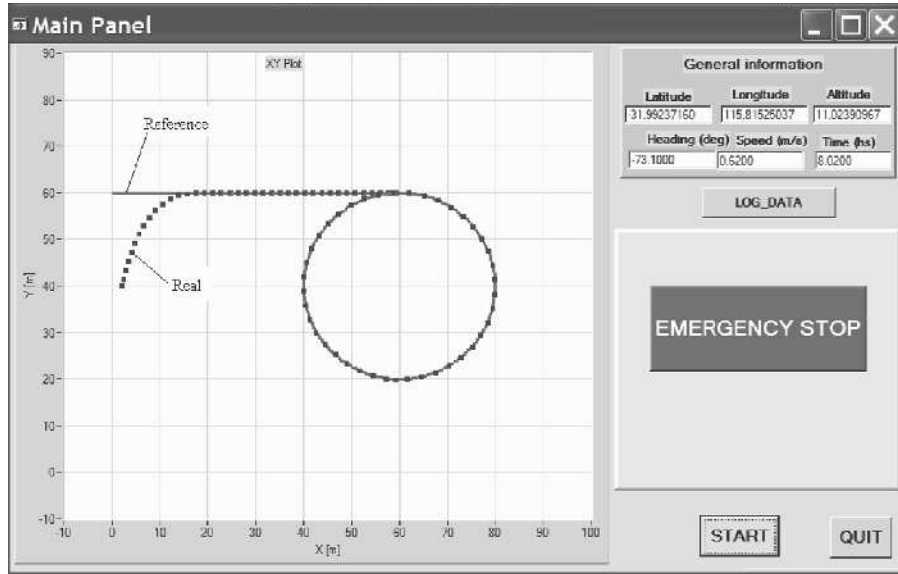 Main Panel
XY Plot
90
80
70
60
50
40
30
20
10
0
-10
Y [m]
Reference
Real
-10 0 10 20 30 40 50 60 70 80 90 100
X [m]
General information
Latitude Longitude Altitude
31.99237160 115.81525037 11.02390967
Heading (deg) Speed (m/s) Time (hs)
-73.1000 0.6200 8.0200
LOG_DATA
EMERGENCY STOP
START QUIT